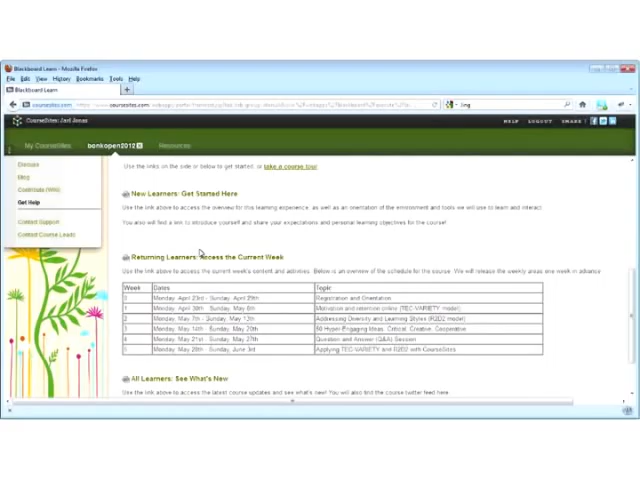 Blackboard Learn - Mozilla Firefox
File Edit View History Bookmarks Tools Help
Blackboard Learn
coursesites.com
bing
CourseSites: Jarl Jonas
HELP LOGOUT SHARE
My CourseSites bonkopen2012 Resources
Discuss
Blog
Contribute (Wiki)
Get Help
Contact Support
Contact Course Leads
Use the links on the side or below to get started, or take a course tour
New Learners: Get Started Here
Use the link above to access the overview for this learning experience, as well as an orientation of the environment and tools we will use to learn and interact.
You also will find a link to introduce yourself and share your expectations and personal learning objectives for the course!
Returning Learners: Access the Current Week
Use the link above to access the current week's content and activities. Below is an overview of the schedule for the course. We will release the weekly areas one week in advance
Week Dates Topic
0 Monday, April 23rd - Sunday, April 29th Registration and Orientation
1 Monday, April 30th - Sunday, May 6th Motivation and retention online (TEC-VARIETY model)
2 Monday, May 7th - Sunday, May 13th Addressing Diversity and Learning Styles (R2D2 model)
3 Monday, May 14th - Sunday, May 20th 50 Hyper-Engaging Ideas: Critical, Creative, Cooperative
4 Monday, May 21st - Sunday, May 27th Question and Answer (Q&A) Session
5 Monday, May 28th - Sunday, June 3rd Applying TEC-VARIETY and R2D2 with CourseSites
All Learners: See What's New
Use the link above to access the latest course updates and see what's new! You will also find the course twitter feed here.